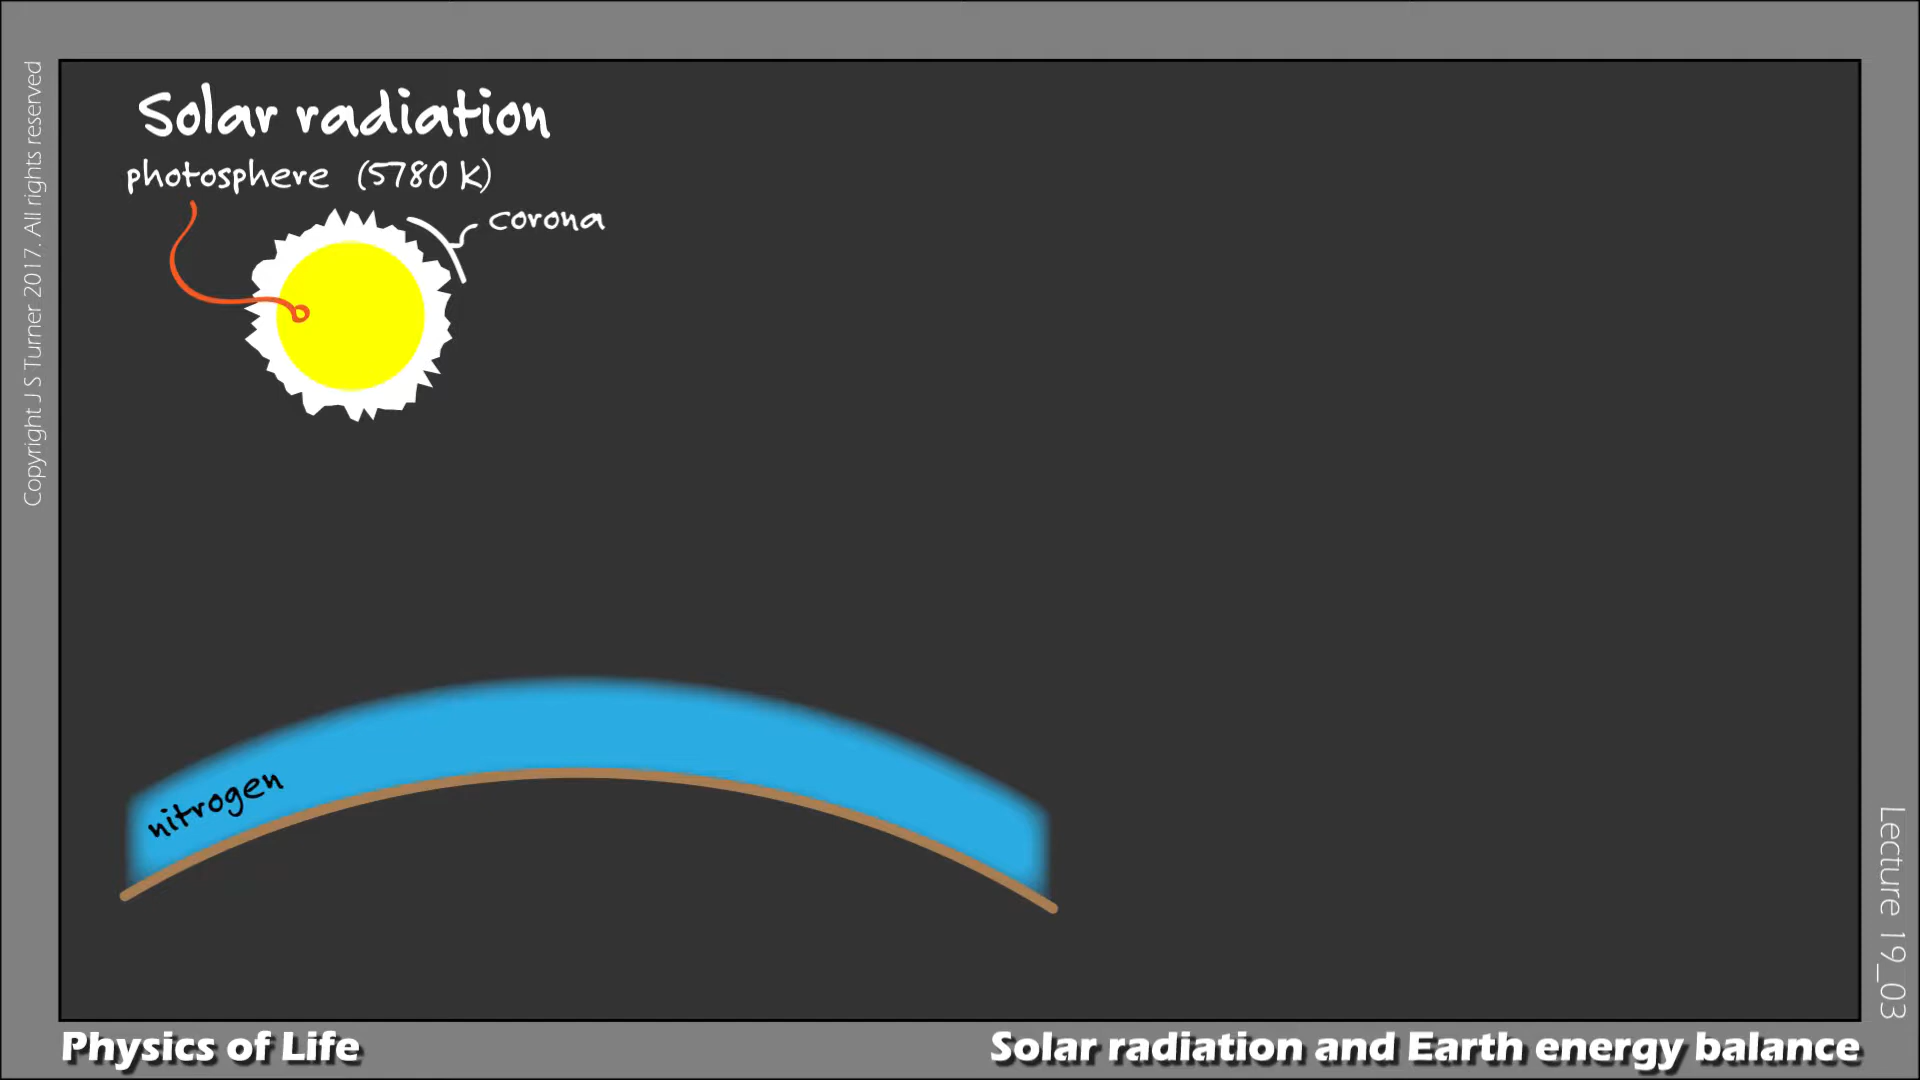 Solar radiation
photosphere (5780 K)
corona
nitrogen
Copyright J S Turner 2017. All rights reserved
Lecture 19_03
Physics of Life
Solar radiation and Earth energy balance